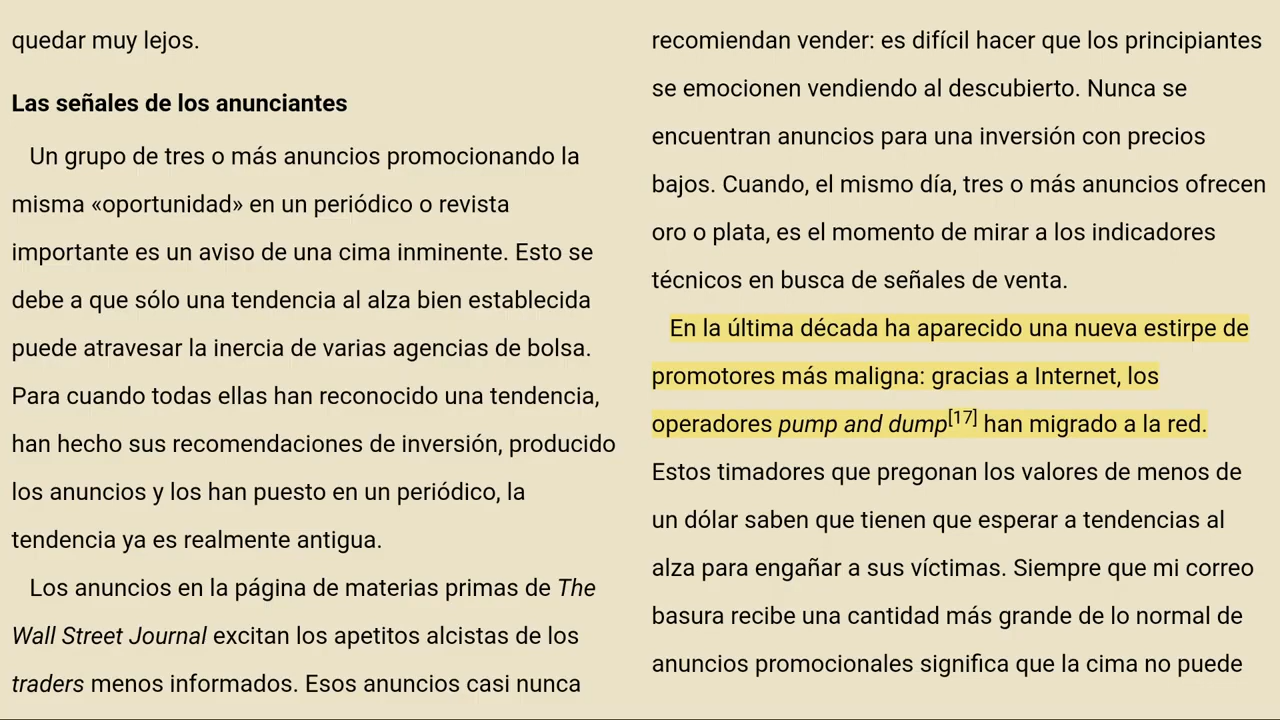 quedar muy lejos.
Las señales de los anunciantes
Un grupo de tres o más anuncios promocionando la
misma «oportunidad» en un periódico o revista
importante es un aviso de una cima inminente. Esto se
debe a que sólo una tendencia al alza bien establecida
puede atravesar la inercia de varias agencias de bolsa.
Para cuando todas ellas han reconocido una tendencia,
han hecho sus recomendaciones de inversión, producido
los anuncios y los han puesto en un periódico, la
tendencia ya es realmente antigua.
Los anuncios en la página de materias primas de The
Wall Street Journal excitan los apetitos alcistas de los
traders menos informados. Esos anuncios casi nunca
recomiendan vender: es difícil hacer que los principiantes
se emocionen vendiendo al descubierto. Nunca se
encuentran anuncios para una inversión con precios
bajos. Cuando, el mismo día, tres o más anuncios ofrecen
oro o plata, es el momento de mirar a los indicadores
técnicos en busca de señales de venta.
En la última década ha aparecido una nueva estirpe de
promotores más maligna: gracias a Internet, los
operadores pump and dump[17] han migrado a la red.
Estos timadores que pregonan los valores de menos de
un dólar saben que tienen que esperar a tendencias al
alza para engañar a sus víctimas. Siempre que mi correo
basura recibe una cantidad más grande de lo normal de
anuncios promocionales significa que la cima no puede